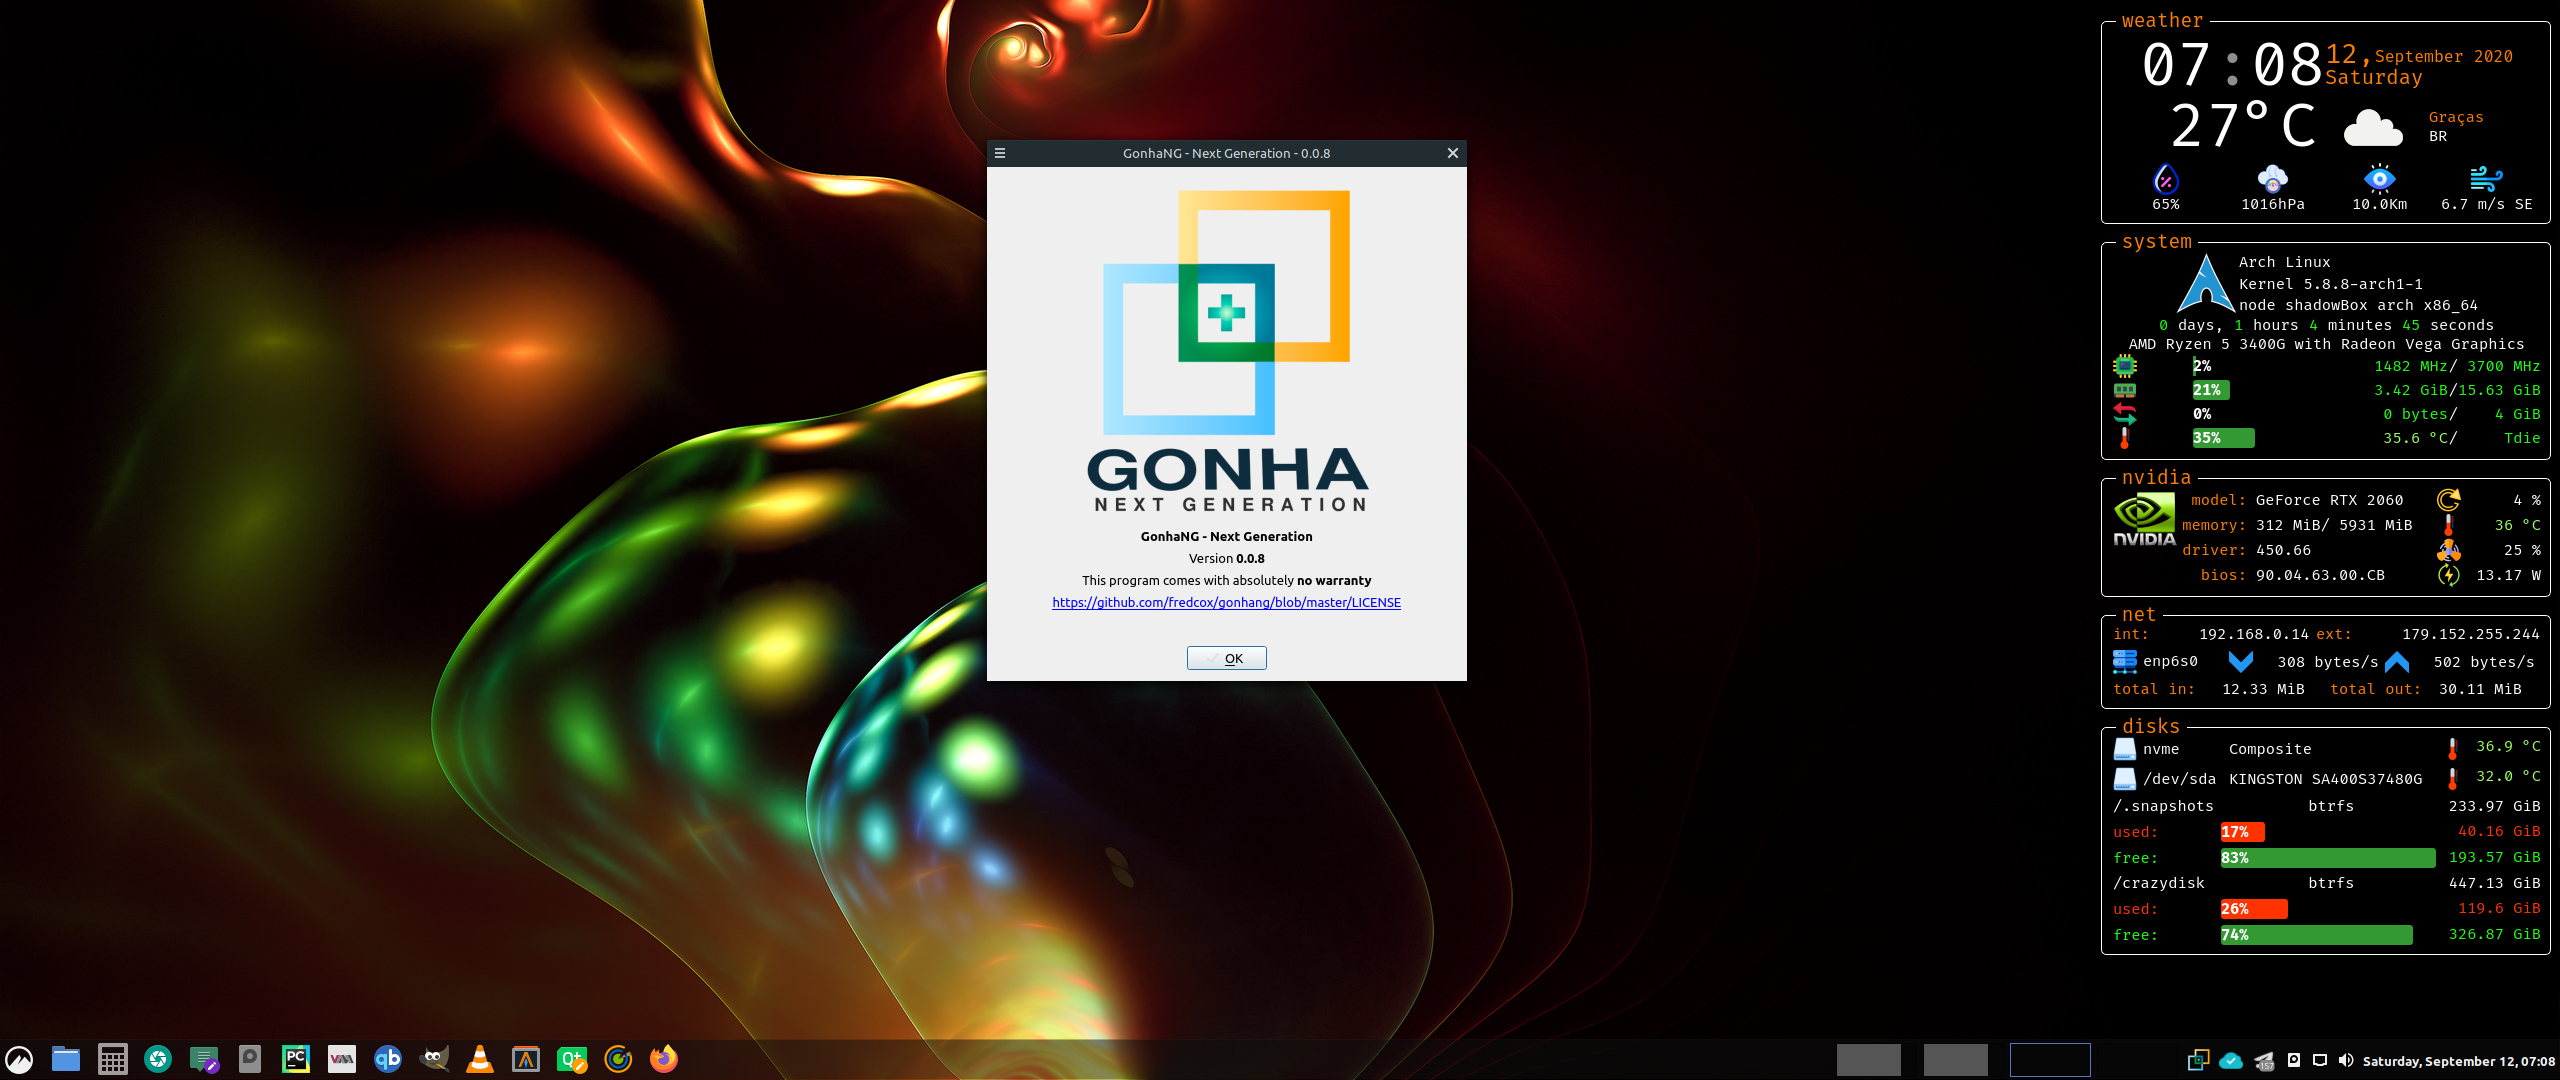 GonhaNG - Next Generation - 0.0.8
GONHA
NEXT GENERATION
GonhaNG - Next Generation
Version 0.0.8
This program comes with absolutely no warranty
https://github.com/fredcox/gonhang/blob/master/LICENSE
OK
weather
07:08 12, September 2020
Saturday
27°C Graças
BR
65% 1016hPa 10.0Km 6.7 m/s SE
system
Arch Linux
Kernel 5.8.8-arch1-1
node shadowBox arch x86_64
0 days, 1 hours 4 minutes 45 seconds
AMD Ryzen 5 3400G with Radeon Vega Graphics
2% 1482 MHz/ 3700 MHz
21% 3.42 GiB/15.63 GiB
0% 0 bytes/ 4 GiB
35% 35.6 °C/ Tdie
nvidia
model: GeForce RTX 2060 4 %
memory: 312 MiB/ 5931 MiB 36 °C
NVIDIA
driver: 450.66 25 %
bios: 90.04.63.00.CB 13.17 W
net
int: 192.168.0.14 ext: 179.152.255.244
enp6s0 308 bytes/s 502 bytes/s
total in: 12.33 MiB total out: 30.11 MiB
disks
nvme Composite 36.9 °C
/dev/sda KINGSTON SA400S37480G 32.0 °C
/.snapshots btrfs 233.97 GiB
used: 17% 40.16 GiB
free: 83% 193.57 GiB
/crazydisk btrfs 447.13 GiB
used: 26% 119.6 GiB
free: 74% 326.87 GiB
PC qb Qt 157 Saturday, September 12, 07:08